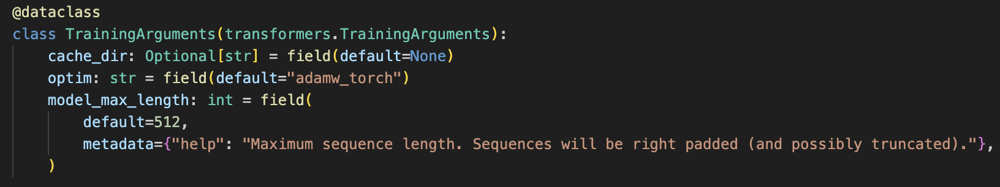 @dataclass
class TrainingArguments(transformers.TrainingArguments):
    cache_dir: Optional[str] = field(default=None)
    optim: str = field(default="adamw_torch")
    model_max_length: int = field(
        default=512,
        metadata={"help": "Maximum sequence length. Sequences will be right padded (and possibly truncated)."},
    )